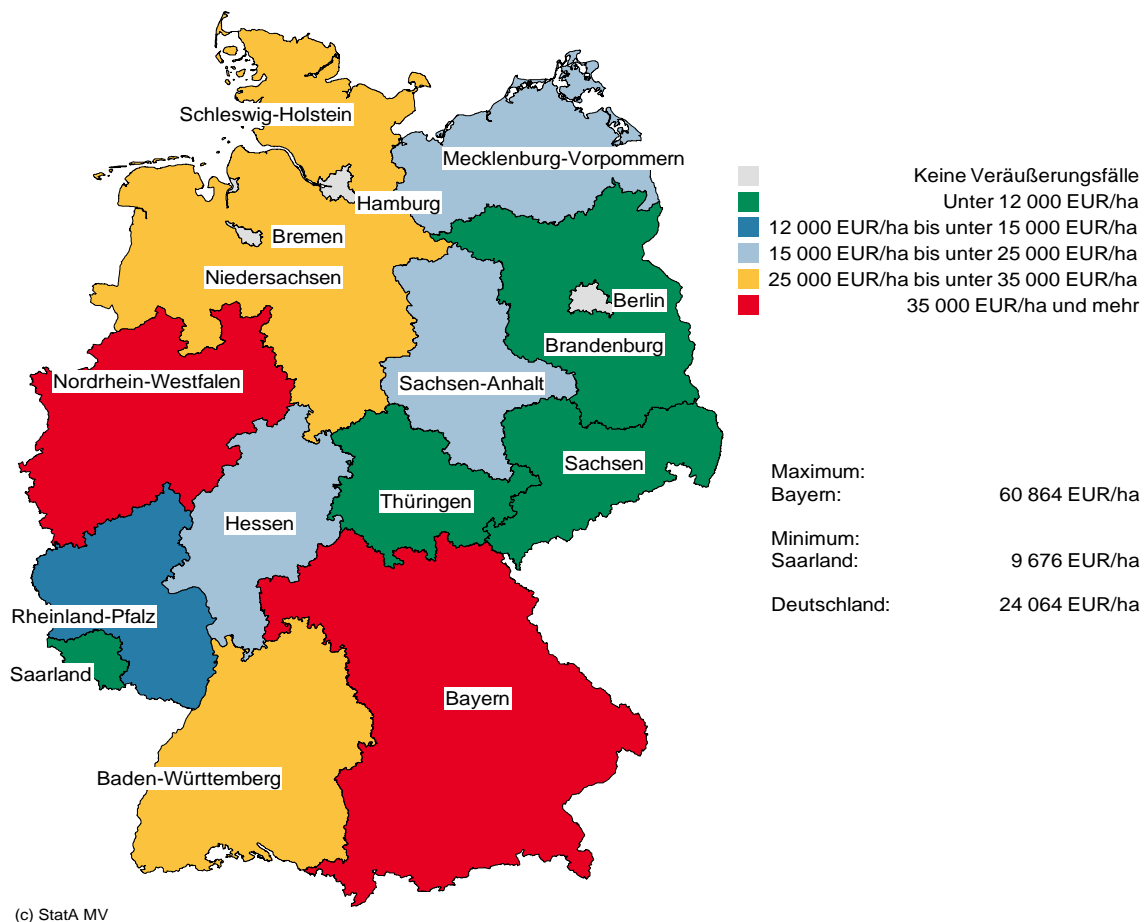 Schleswig-Holstein
Mecklenburg-Vorpommern
Hamburg
Bremen
Niedersachsen
Berlin
Brandenburg
Nordrhein-Westfalen
Sachsen-Anhalt
Sachsen
Thüringen
Hessen
Rheinland-Pfalz
Saarland
Bayern
Baden-Württemberg
Keine Veräußerungsfälle
Unter 12 000 EUR/ha
12 000 EUR/ha bis unter 15 000 EUR/ha
15 000 EUR/ha bis unter 25 000 EUR/ha
25 000 EUR/ha bis unter 35 000 EUR/ha
35 000 EUR/ha und mehr
Maximum:
Bayern: 60 864 EUR/ha
Minimum:
Saarland: 9 676 EUR/ha
Deutschland: 24 064 EUR/ha
(c) StatA MV